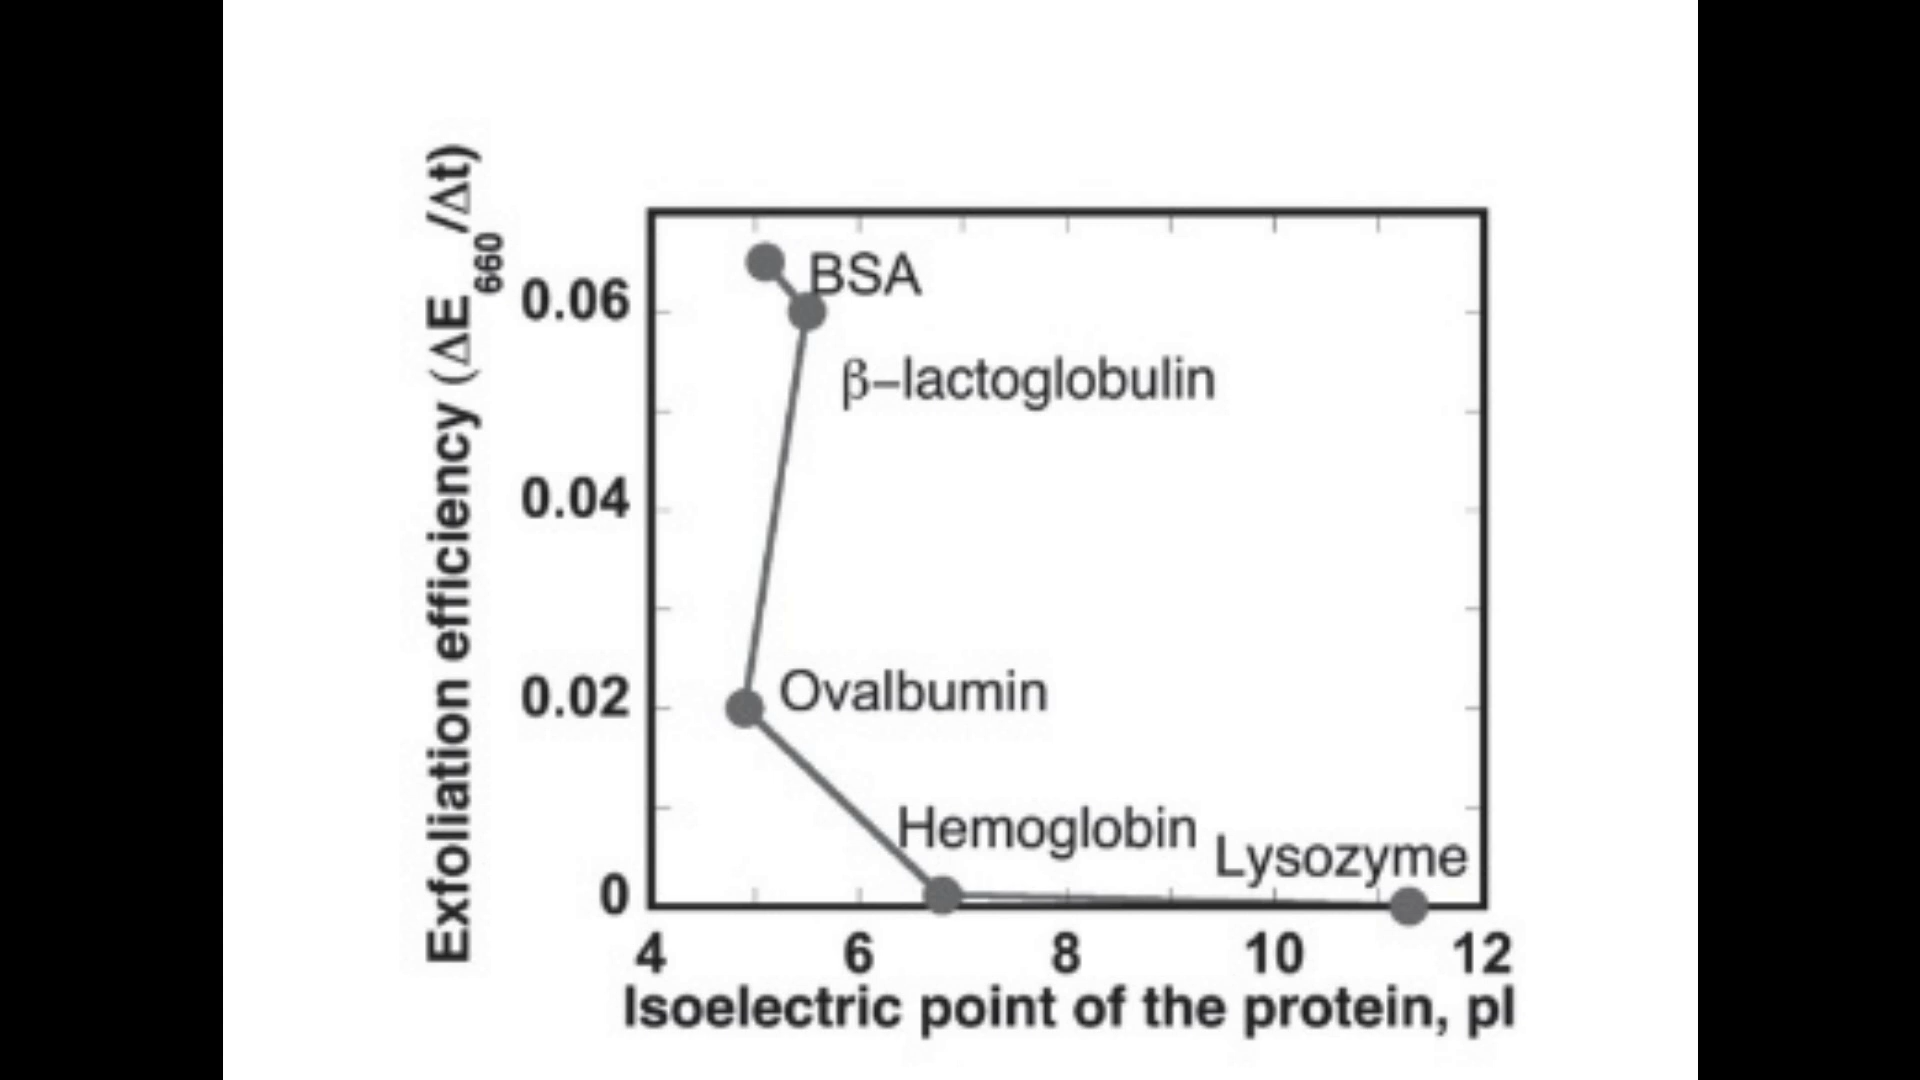 Exfoliation efficiency (ΔE660/Δt)
0.06
0.04
0.02
0
BSA
β–lactoglobulin
Ovalbumin
Hemoglobin
Lysozyme
4 6 8 10 12
Isoelectric point of the protein, pI